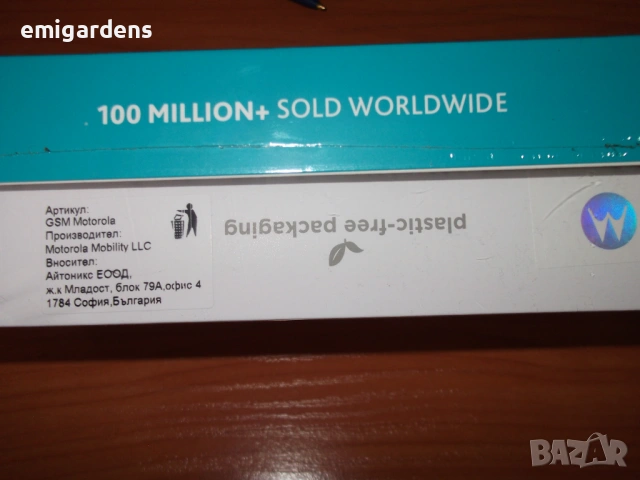 emigardens
100 MILLION+ SOLD WORLDWIDE
Артикул:
GSM Motorola
Производител:
Motorola Mobility LLC
Вносител:
Айтоникс ЕООД,
ж.к Младост, блок 79А,офис 4
1784 София,България
plastic-free packaging
BAZAR